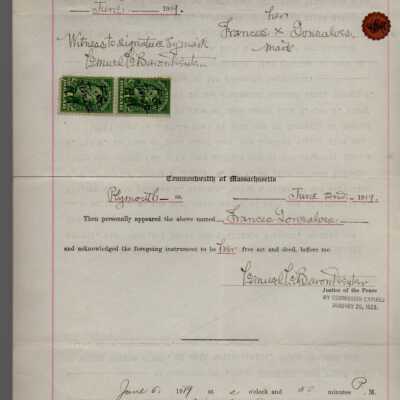 June 1919.
her
Frances x Gonsalves.
mark
Witness to signature by mark
Commonwealth of Massachusetts
Plymouth ss. June 2nd 1919.
Then personally appeared the above named Frances Gonsalves
and acknowledged the foregoing instrument to be her free act and deed, before me
Justice of the Peace
MY COMMISSION EXPIRES
June 6, 1919 at o'clock and P. M.